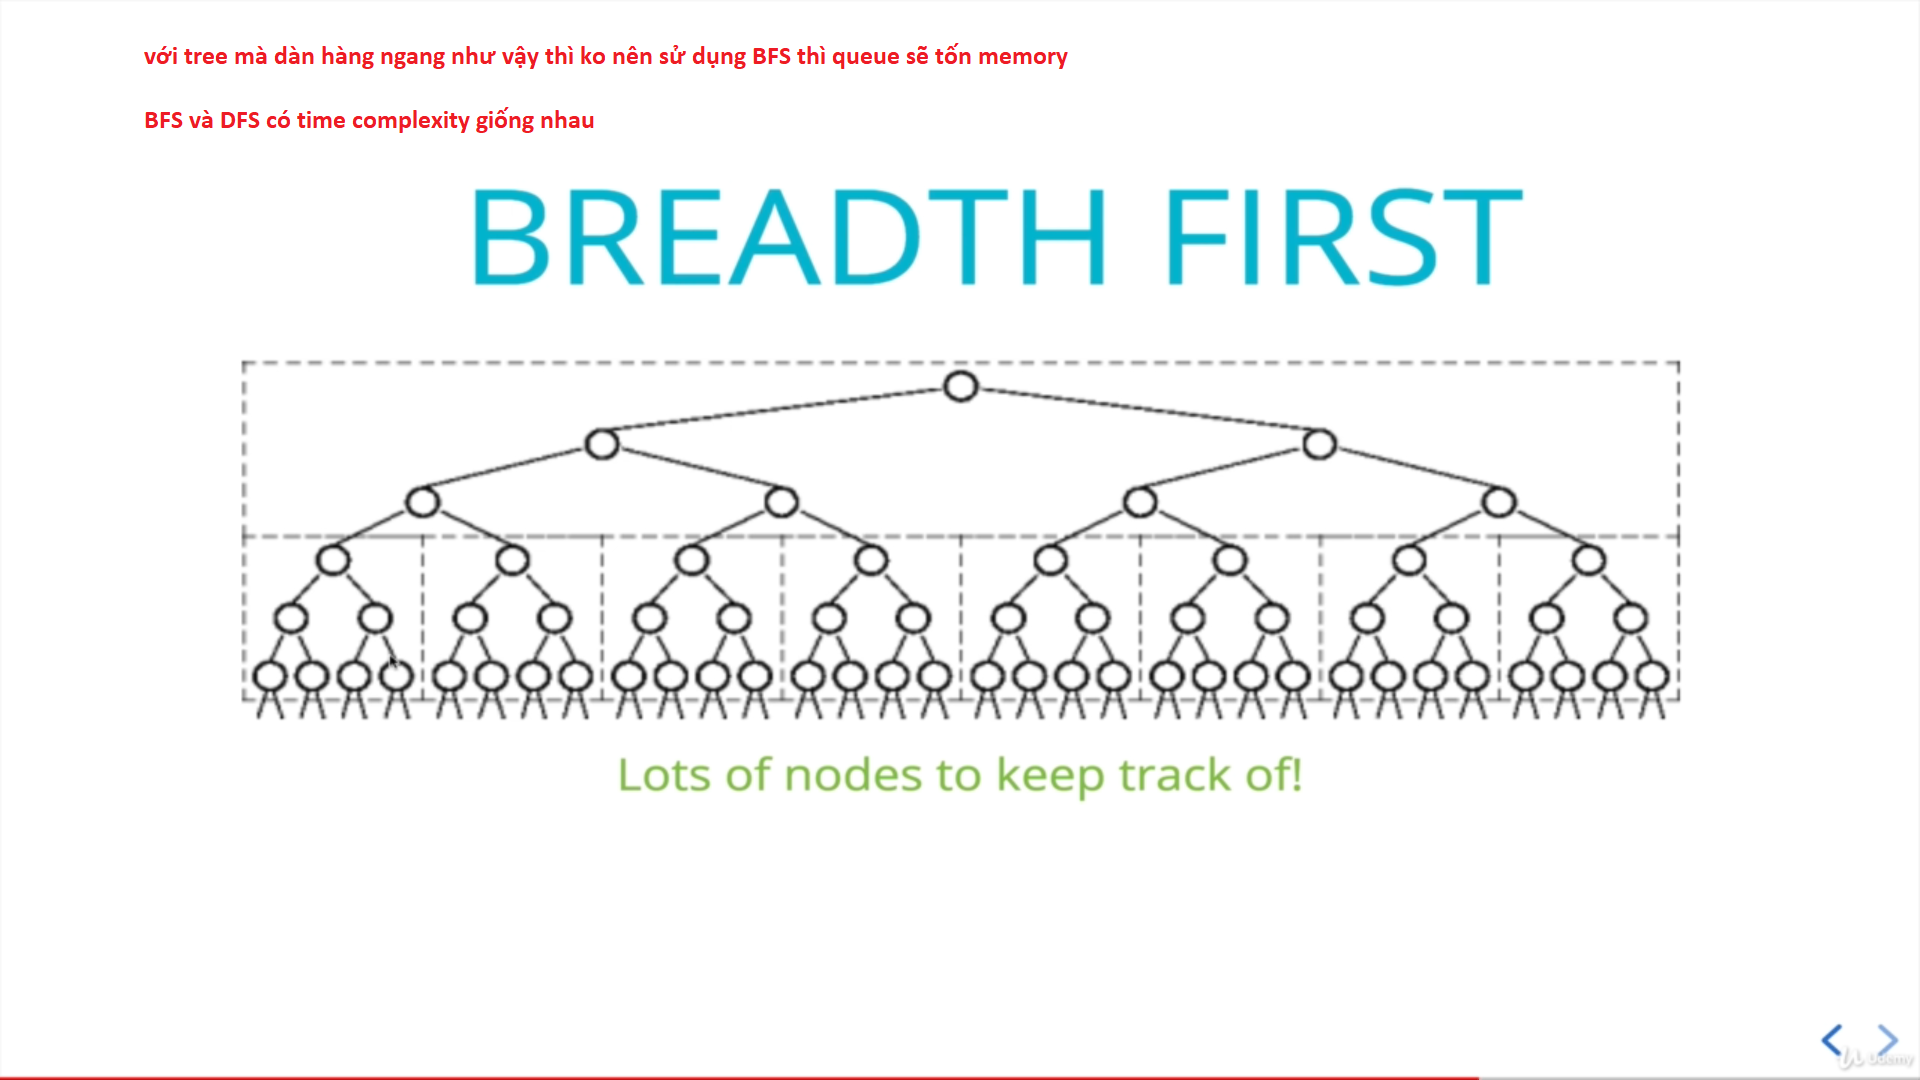 với tree mà dàn hàng ngang như vậy thì ko nên sử dụng BFS thì queue sẽ tốn memory
BFS và DFS có time complexity giống nhau
BREADTH FIRST
Lots of nodes to keep track of!
Udemy